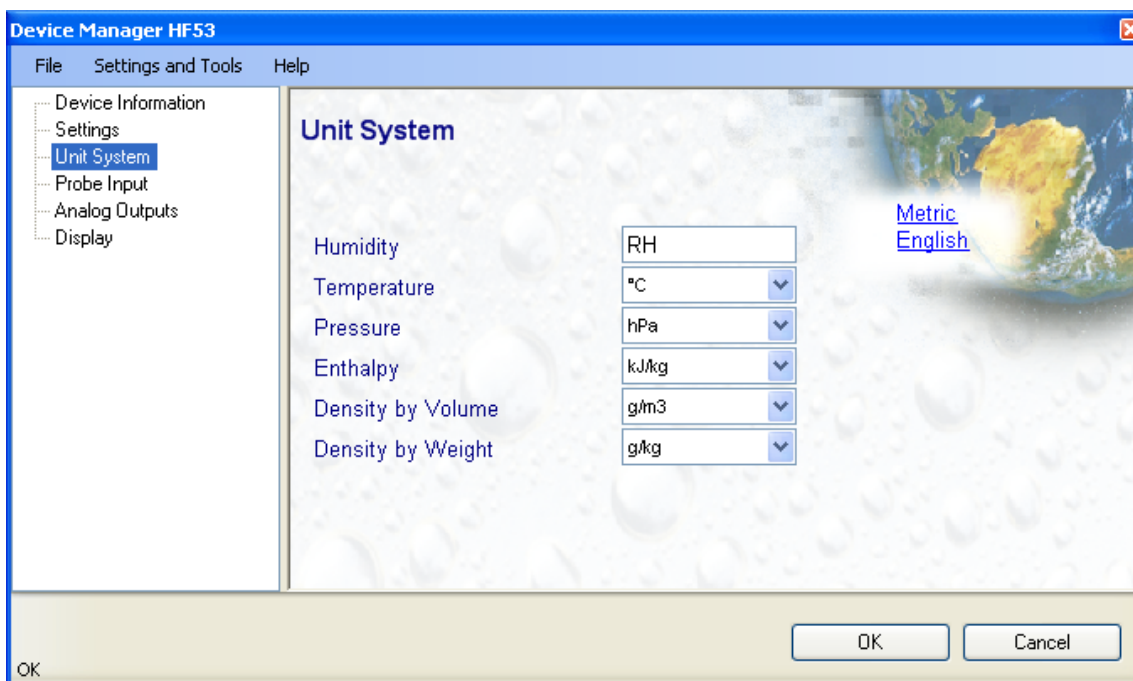 Device Manager HF53
File Settings and Tools Help
Device Information
Settings
Unit System
Probe Input
Analog Outputs
Display
Unit System
Metric
English
Humidity RH
Temperature °C
Pressure hPa
Enthalpy kJ/kg
Density by Volume g/m3
Density by Weight g/kg
OK Cancel
OK